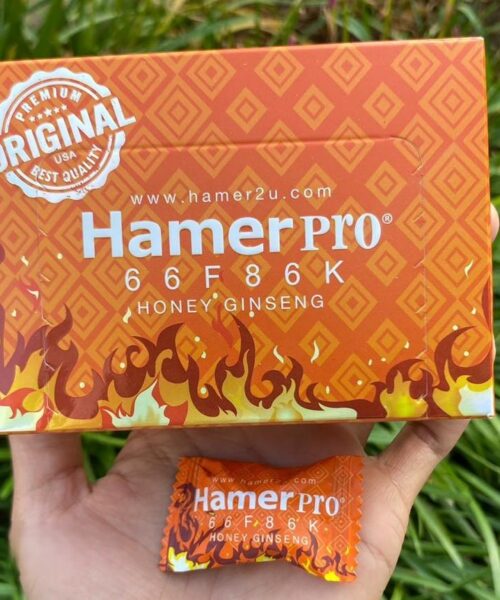 PREMIUM
ORIGINAL
USA
BEST QUALITY
www.hamer2u.com
HamerPRO®
66F86K
HONEY GINSENG
www.hamer2u.com
HamerPRO®
66F86K
HONEY GINSENG